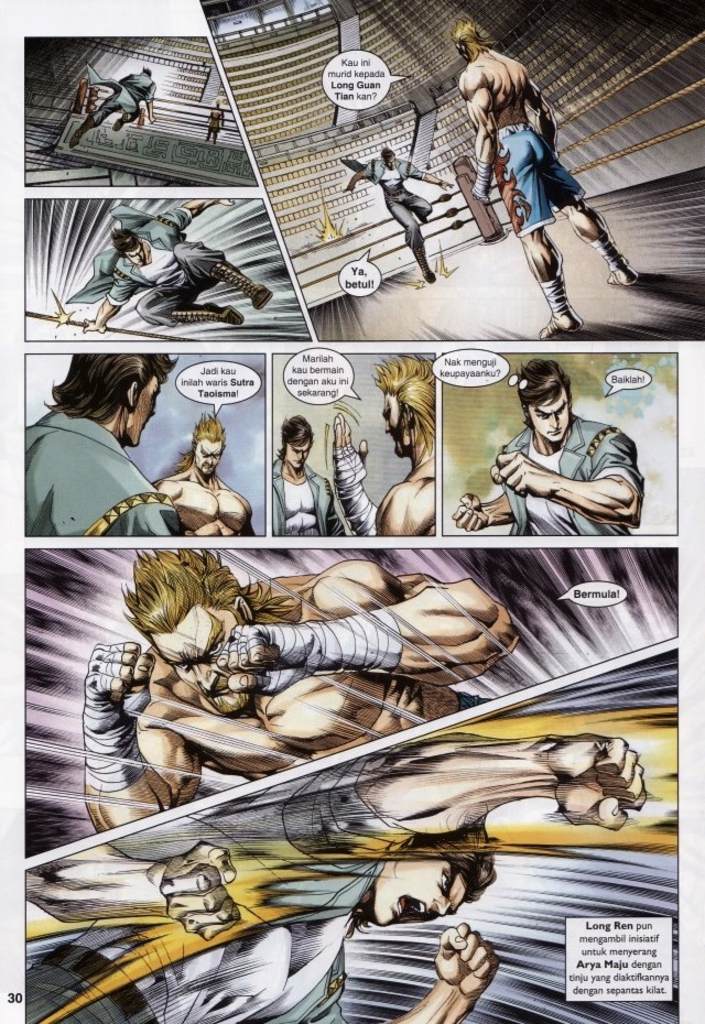 Kau ini
murid kepada
Long Guan
Tian kan?
Ya,
betul!
Jadi kau
inilah waris Sutra
Taoisma!
Marilah
kau bermain
dengan aku ini
sekarang!
Nak menguji
keupayaanku?
Baiklah!
Bermula!
Long Ren pun
mengambil inisiatif
untuk menyerang
Arya Maju dengan
tinju yang diaktifkannya
dengan sepantas kilat.
30